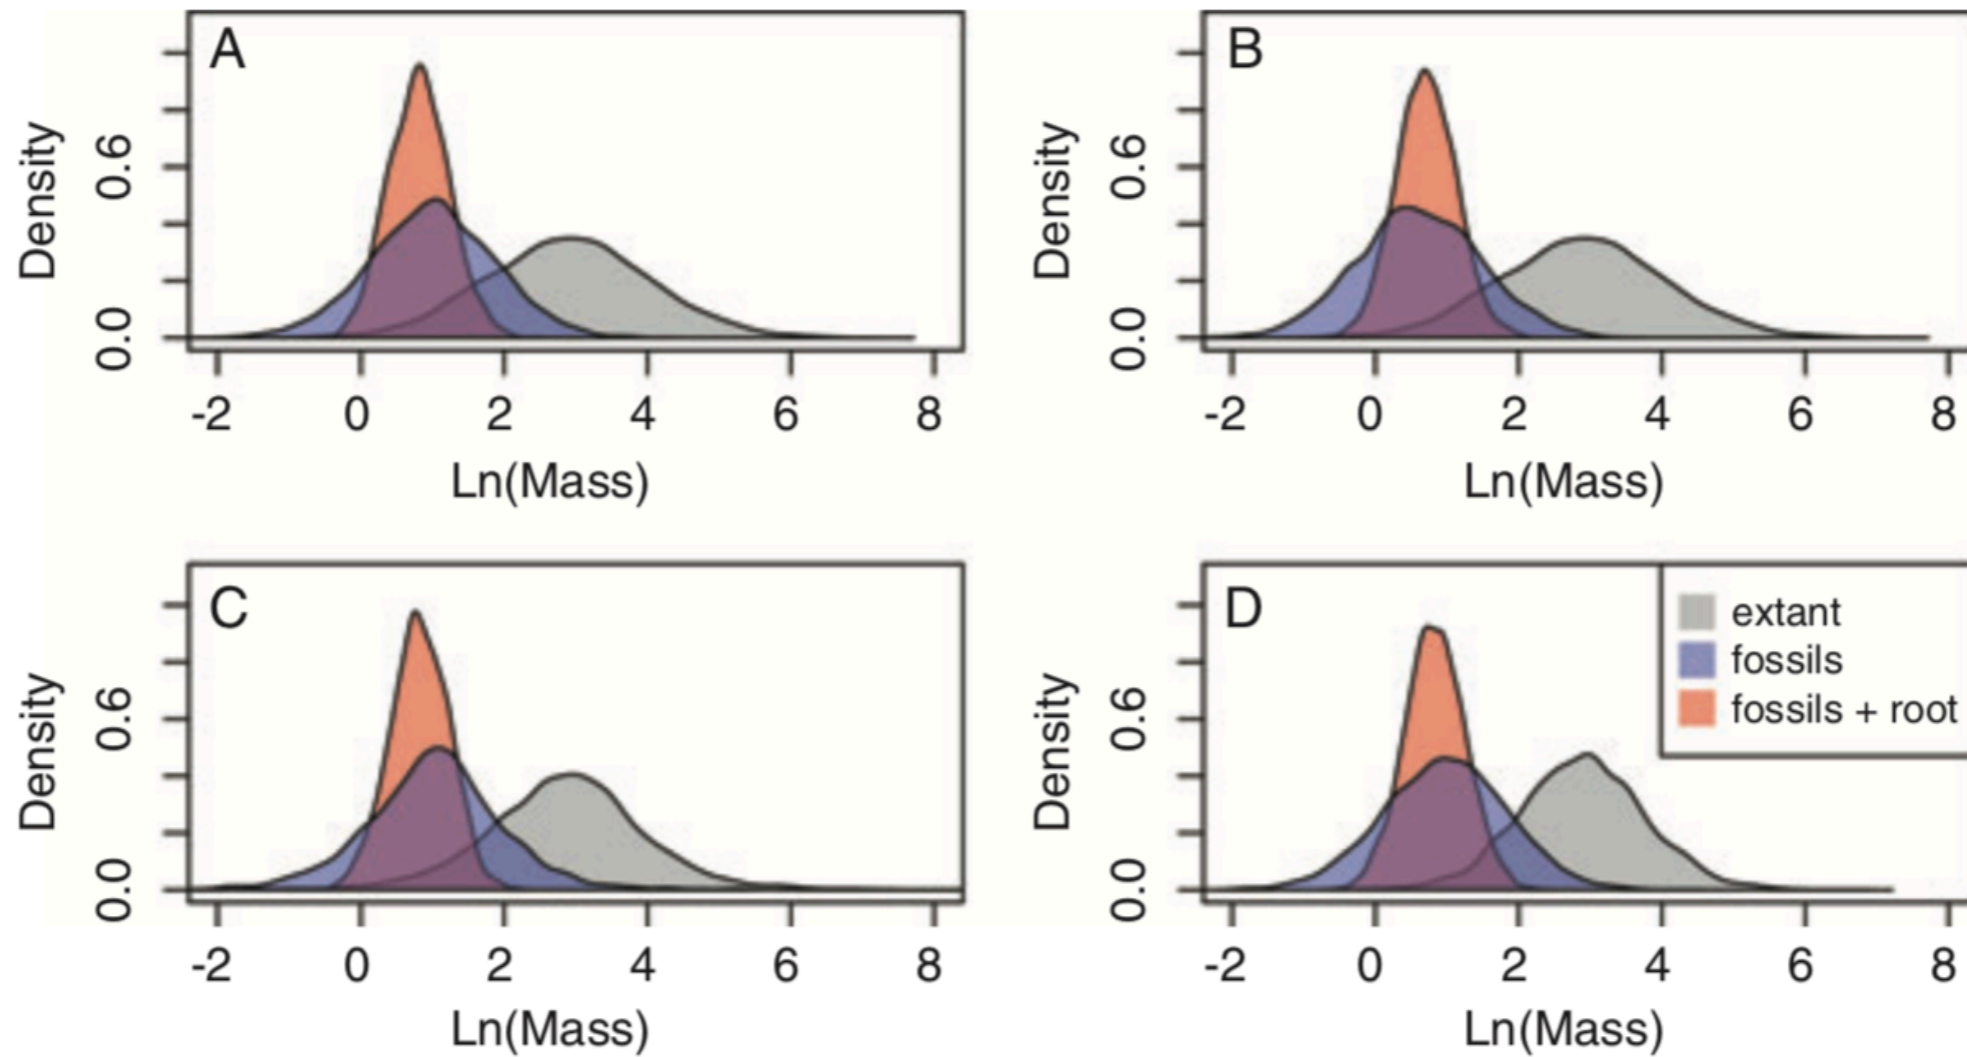 A
Density
0.6
0.0
-2 0 2 4 6 8
Ln(Mass)
B
Density
0.6
0.0
-2 0 2 4 6 8
Ln(Mass)
C
Density
0.6
0.0
-2 0 2 4 6 8
Ln(Mass)
D
extant
fossils
fossils + root
Density
0.6
0.0
-2 0 2 4 6 8
Ln(Mass)